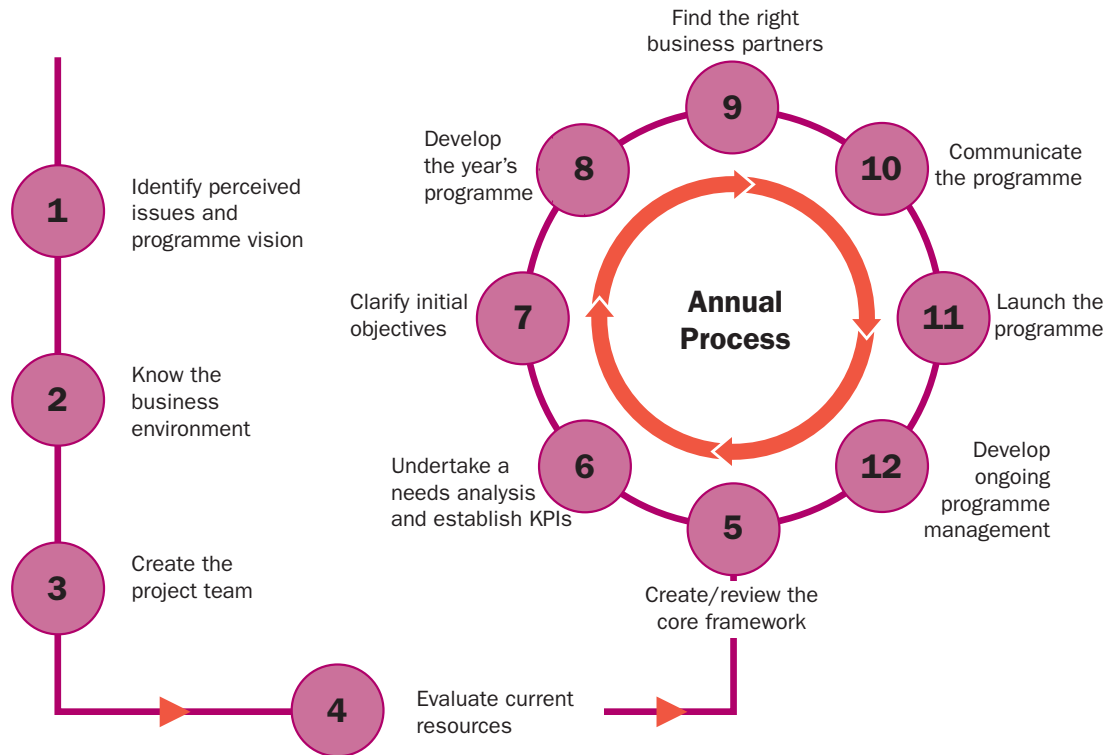 1
Identify perceived
issues and
programme vision
2
Know the
business
environment
3
Create the
project team
4
Evaluate current
resources
5
Create/review the
core framework
6
Undertake a
needs analysis
and establish KPIs
7
Clarify initial
objectives
8
Develop
the year's
programme
9
Find the right
business partners
10
Communicate
the programme
11
Launch the
programme
12
Develop
ongoing
programme
management
Annual
Process